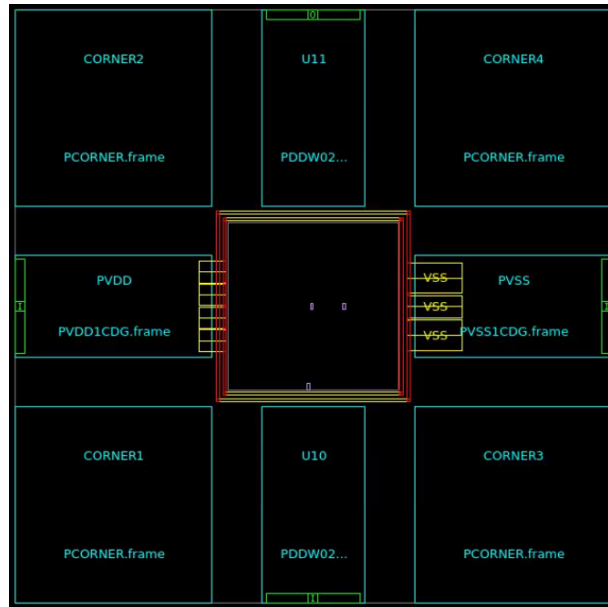 O
CORNER2
U11
CORNER4
PCORNER.frame
PDDW02...
PCORNER.frame
PVDD
VSS
PVSS
I
VSS
I
PVDD1CDG.frame
VSS
PVSS1CDG.frame
CORNER1
U10
CORNER3
PCORNER.frame
PDDW02...
PCORNER.frame
I